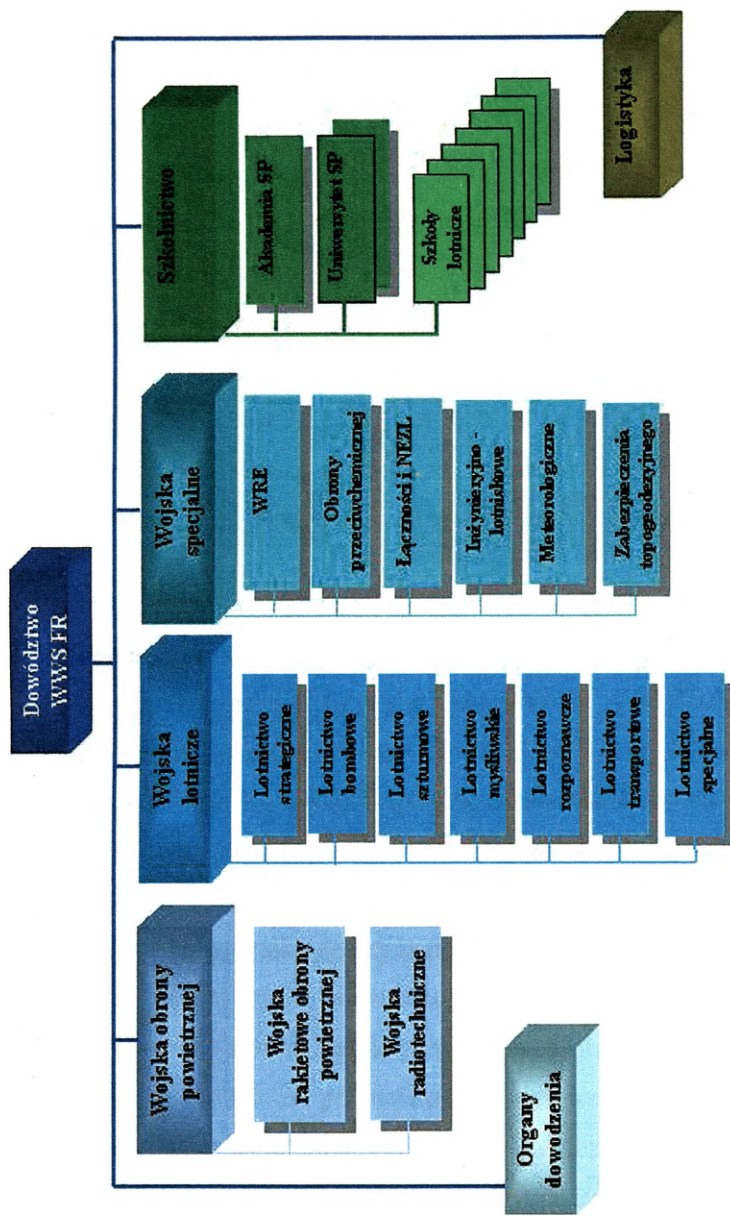 Dowództwo
WWS FR
Organy
dowodzenia
Wojska obrony
powietrznej
Wojska
rakietowe obrony
powietrznej
Wojska
radiotechniczne
Wojska
lotnicze
Lotnictwo
strategiczne
Lotnictwo
bombowe
Lotnictwo
szturmowe
Lotnictwo
myśliwskie
Lotnictwo
rozpoznawcze
Lotnictwo
transportowe
Lotnictwo
specjalne
Wojska
specjalne
WRE
Obrony
przeciwchemicznej
Łączności i NEZL
Inżynieryjno -
lotniskowe
Meteorologiczne
Zabezpieczenia
topogeodezyjnego
Szkolnictwo
Akademia SP
Uniwersytet SP
Szkoły
lotnicze
Logistyka